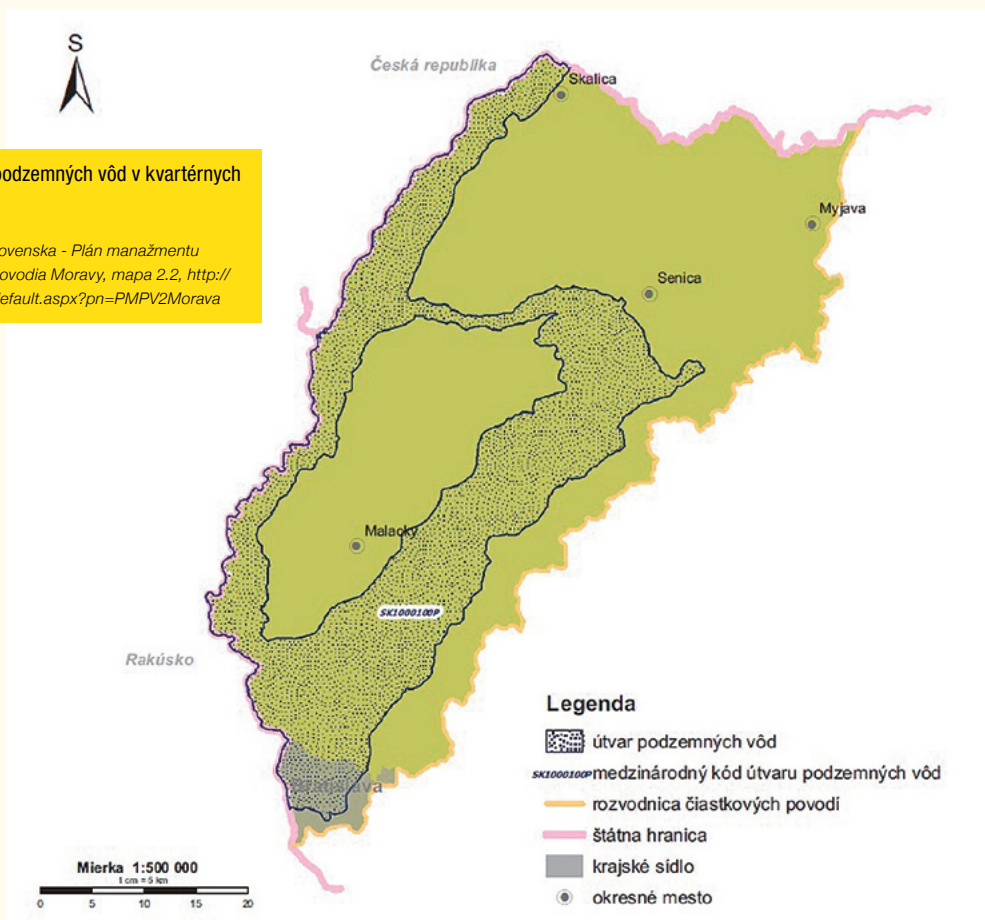 S
Česká republika
Skalica
podzemných vôd v kvartérnych
Myjava
ovenska - Plán manažmentu
ovodia Moravy, mapa 2.2, http://
default.aspx?pn=PMPV2Morava
Senica
Malacky
SK1000100P
Rakúsko
Bratislava
Legenda
útvar podzemných vôd
SK1000100P medzinárodný kód útvaru podzemných vôd
rozvodnica čiastkových povodí
štátna hranica
krajské sídlo
okresné mesto
Mierka 1:500 000
1 cm = 5 km
0 5 10 15 20